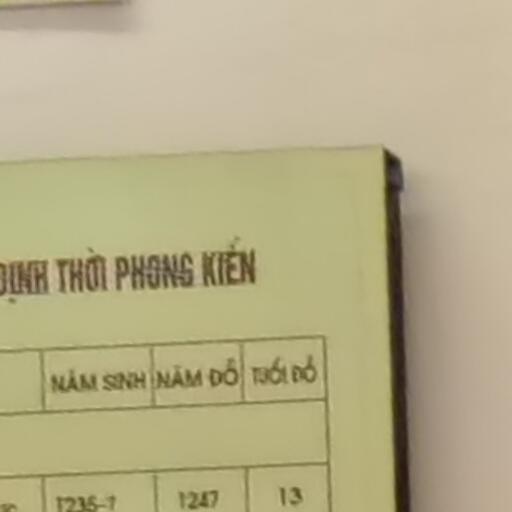 ĐỊNH THỜI PHONG KIẾN
NĂM SINH NĂM ĐỖ TUỔI ĐỖ
1235-? 1247 13